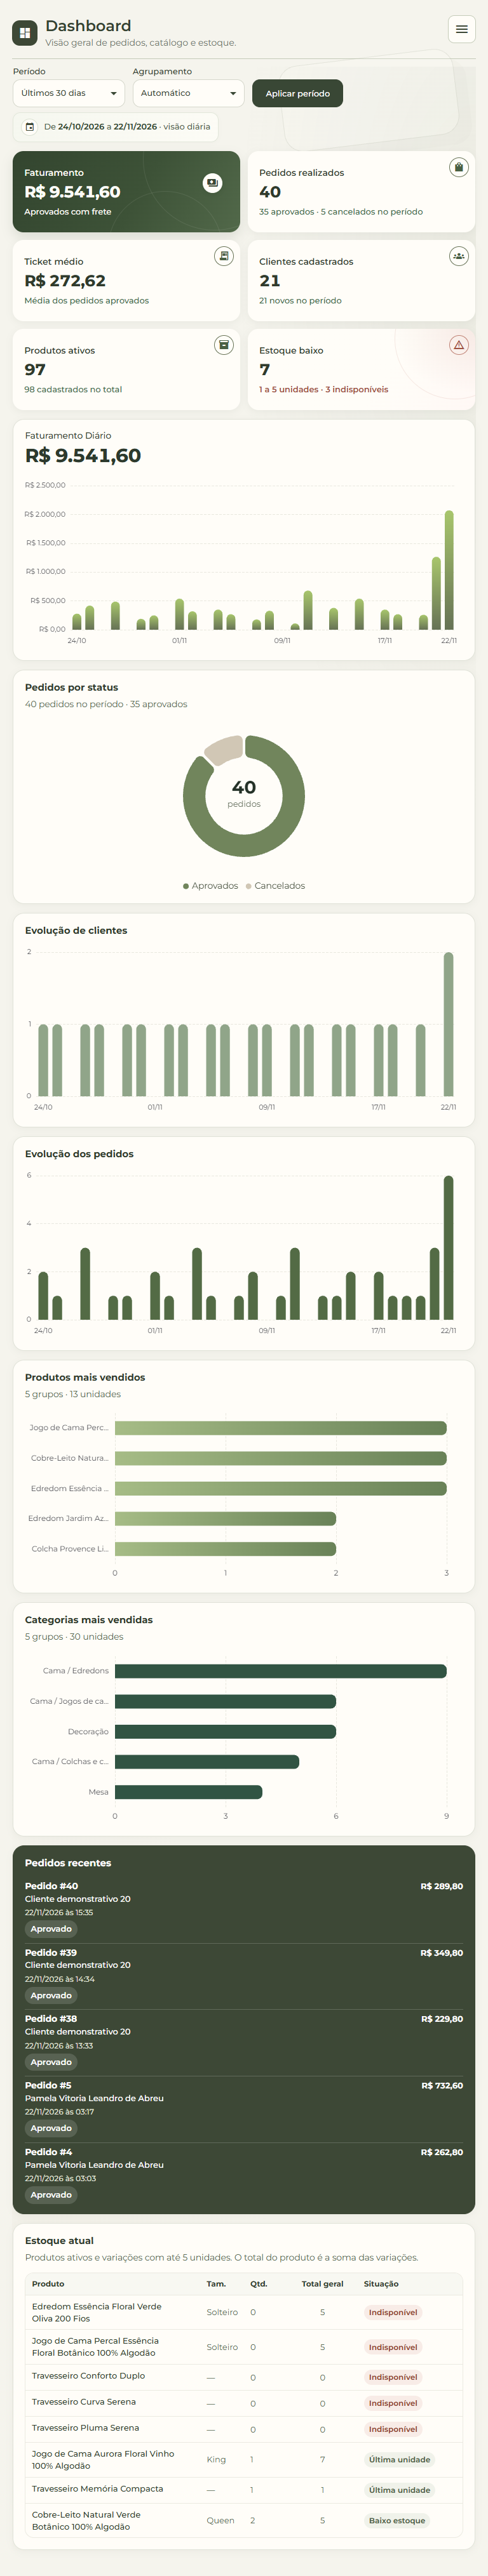 Dashboard
Visão geral de pedidos, catálogo e estoque.
Período
Agrupamento
Últimos 30 dias
Automático
Aplicar período
De 24/10/2026 a 22/11/2026 · visão diária
Faturamento
R$ 9.541,60
Aprovados com frete
Pedidos realizados
40
35 aprovados · 5 cancelados no período
Ticket médio
R$ 272,62
Média dos pedidos aprovados
Clientes cadastrados
21
21 novos no período
Produtos ativos
97
98 cadastrados no total
Estoque baixo
7
1 a 5 unidades · 3 indisponíveis
Faturamento Diário
R$ 9.541,60
R$ 2.500,00
R$ 2.000,00
R$ 1.500,00
R$ 1.000,00
R$ 500,00
R$ 0,00
24/10 01/11 09/11 17/11 22/11
Pedidos por status
40 pedidos no período · 35 aprovados
40
pedidos
Aprovados Cancelados
Evolução de clientes
2
1
0
24/10 01/11 09/11 17/11 22/11
Evolução dos pedidos
6
4
2
0
24/10 01/11 09/11 17/11 22/11
Produtos mais vendidos
5 grupos · 13 unidades
Jogo de Cama Perc...
Cobre-Leito Natura...
Edredom Essência ...
Edredom Jardim Az...
Colcha Provence Li...
0 1 2 3
Categorias mais vendidas
5 grupos · 30 unidades
Cama / Edredons
Cama / Jogos de ca...
Decoração
Cama / Colchas e c...
Mesa
0 3 6 9
Pedidos recentes
Pedido #40 R$ 289,80
Cliente demonstrativo 20
22/11/2026 às 15:35
Aprovado
Pedido #39 R$ 349,80
Cliente demonstrativo 20
22/11/2026 às 14:34
Aprovado
Pedido #38 R$ 229,80
Cliente demonstrativo 20
22/11/2026 às 13:33
Aprovado
Pedido #5 R$ 732,60
Pamela Vitoria Leandro de Abreu
22/11/2026 às 03:17
Aprovado
Pedido #4 R$ 262,80
Pamela Vitoria Leandro de Abreu
22/11/2026 às 03:03
Aprovado
Estoque atual
Produtos ativos e variações com até 5 unidades. O total do produto é a soma das variações.
Produto Tam. Qtd. Total geral Situação
Edredom Essência Floral Verde
Oliva 200 Fios Solteiro 0 5 Indisponível
Jogo de Cama Percal Essência
Floral Botânico 100% Algodão Solteiro 0 5 Indisponível
Travesseiro Conforto Duplo — 0 0 Indisponível
Travesseiro Curva Serena — 0 0 Indisponível
Travesseiro Pluma Serena — 0 0 Indisponível
Jogo de Cama Aurora Floral Vinho
100% Algodão King 1 7 Última unidade
Travesseiro Memória Compacta — 1 1 Última unidade
Cobre-Leito Natural Verde
Botânico 100% Algodão Queen 2 5 Baixo estoque